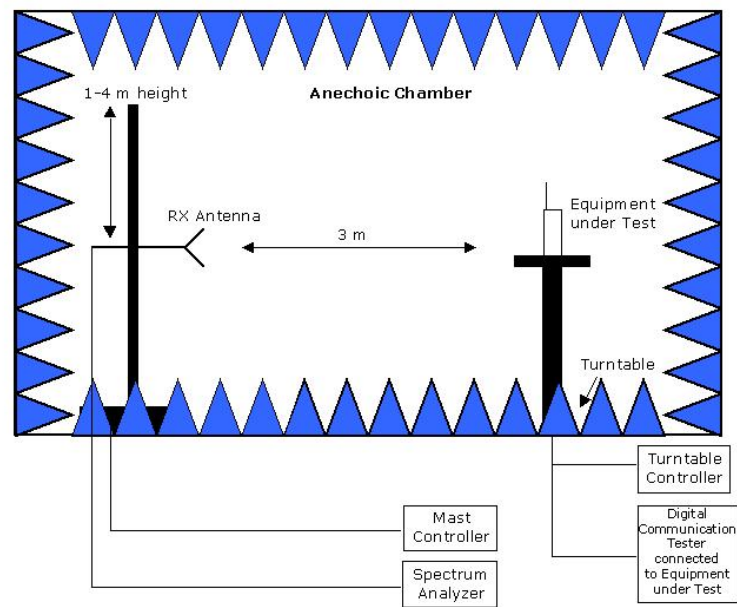 1-4 m height
Anechoic Chamber
RX Antenna
3 m
Equipment
under Test
Turntable
Turntable
Controller
Mast
Controller
Spectrum
Analyzer
Digital
Communication
Tester
connected
to Equipment
under Test